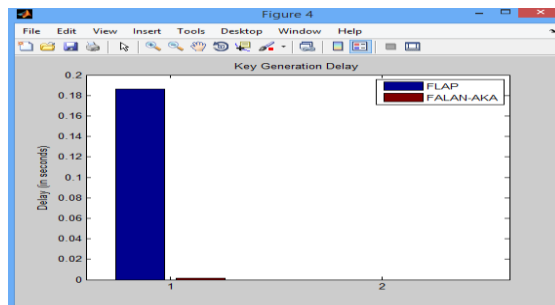 Figure 4
File Edit View Insert Tools Desktop Window Help
Key Generation Delay
FLAP
FALAN-AKA
Delay (in seconds)
0.2
0.18
0.16
0.14
0.12
0.1
0.08
0.06
0.04
0.02
0
1 2